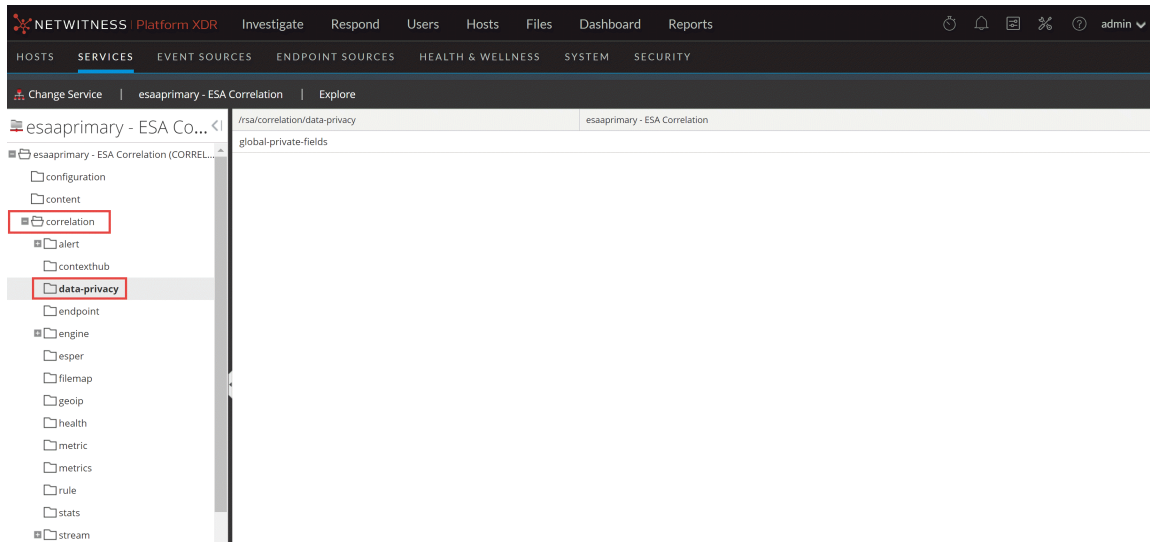 NETWITNESS Platform XDR Investigate Respond Users Hosts Files Dashboard Reports admin
HOSTS SERVICES EVENT SOURCES ENDPOINT SOURCES HEALTH & WELLNESS SYSTEM SECURITY
Change Service | esaaprimary - ESA Correlation | Explore
esaaprimary - ESA Co...
/rsa/correlation/data-privacy esaaprimary - ESA Correlation
global-private-fields
esaaprimary - ESA Correlation (CORREL...
configuration
content
correlation
alert
contexthub
data-privacy
endpoint
engine
esper
filemap
geoip
health
metric
metrics
rule
stats
stream